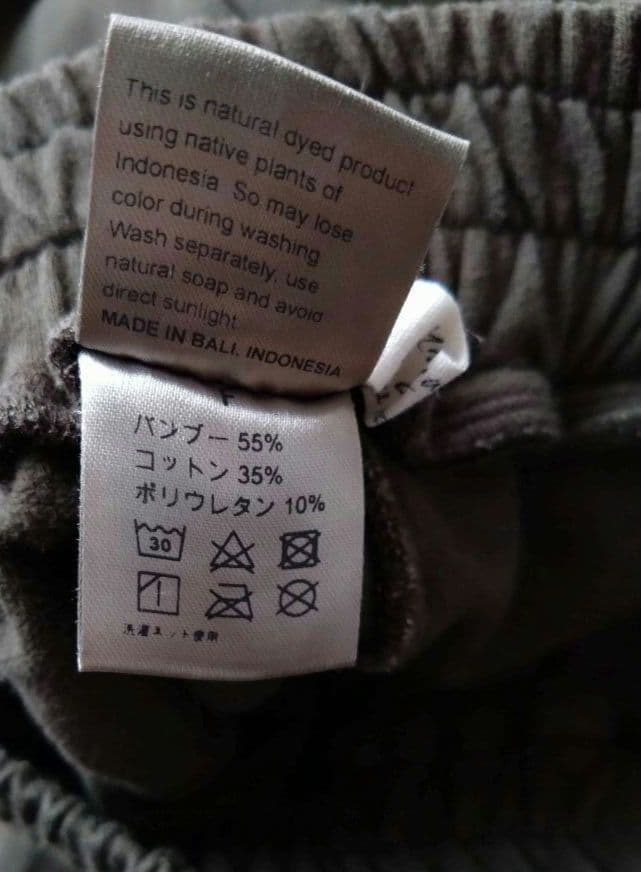 This is natural dyed product
using native plants of
Indonesia So may lose
color during washing
Wash separately, use
natural soap and avoid
direct sunlight
MADE IN BALI. INDONESIA
バンブー 55%
コットン 35%
ポリウレタン 10%
30
洗濯ネット使用